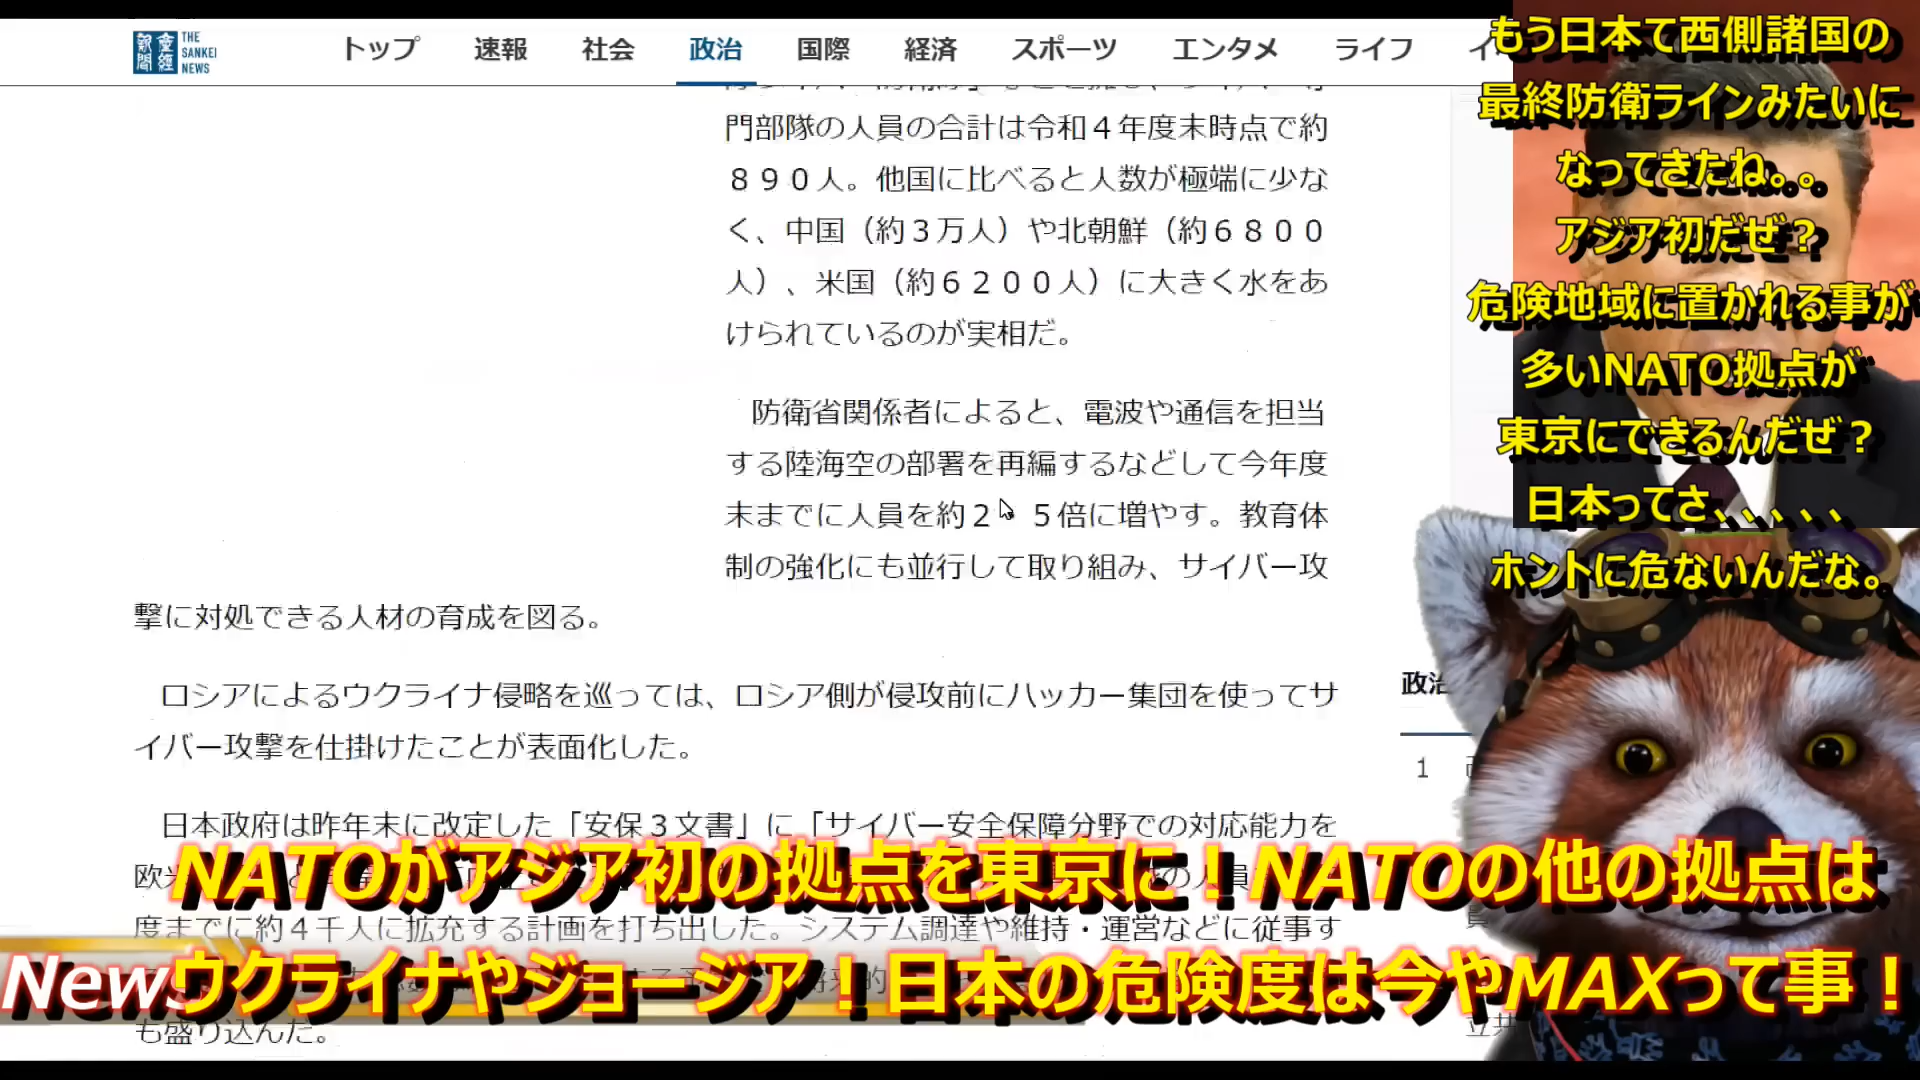 産經新聞
THE SANKEI NEWS
トップ 速報 社会 政治 国際 経済 スポーツ エンタメ ライフ
門部隊の人員の合計は令和４年度末時点で約
８９０人。他国に比べると人数が極端に少な
く、中国（約３万人）や北朝鮮（約６８００
人）、米国（約６２００人）に大きく水をあ
けられているのが実相だ。
防衛省関係者によると、電波や通信を担当
する陸海空の部署を再編するなどして今年度
末までに人員を約２ ５倍に増やす。教育体
制の強化にも並行して取り組み、サイバー攻
撃に対処できる人材の育成を図る。
ロシアによるウクライナ侵略を巡っては、ロシア側が侵攻前にハッカー集団を使ってサ
イバー攻撃を仕掛けたことが表面化した。
日本政府は昨年末に改定した「安保３文書」に「サイバー安全保障分野での対応能力を
度までに約４千人に拡充する計画を打ち出した。システム調達や維持・運営などに従事す
も盛り込んだ。
政治
1
もう日本て西側諸国の
最終防衛ラインみたいに
なってきたね。。
アジア初だぜ？
危険地域に置かれる事が
多いNATO拠点が
東京にできるんだぜ？
日本ってさ、、、、、
ホントに危ないんだな。
NATOがアジア初の拠点を東京に！NATOの他の拠点は
News
ウクライナやジョージア！日本の危険度は今やMAXって事！